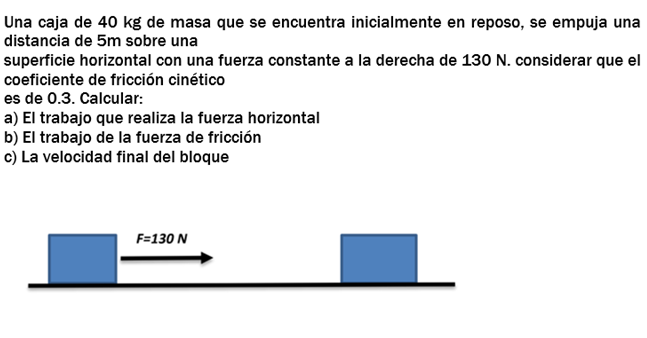 Una caja de 40 kg de masa que se encuentra inicialmente en reposo, se empuja una
distancia de 5m sobre una
superficie horizontal con una fuerza constante a la derecha de 130 N. considerar que el
coeficiente de fricción cinético
es de 0.3. Calcular:
a) El trabajo que realiza la fuerza horizontal
b) El trabajo de la fuerza de fricción
c) La velocidad final del bloque
F=130 N